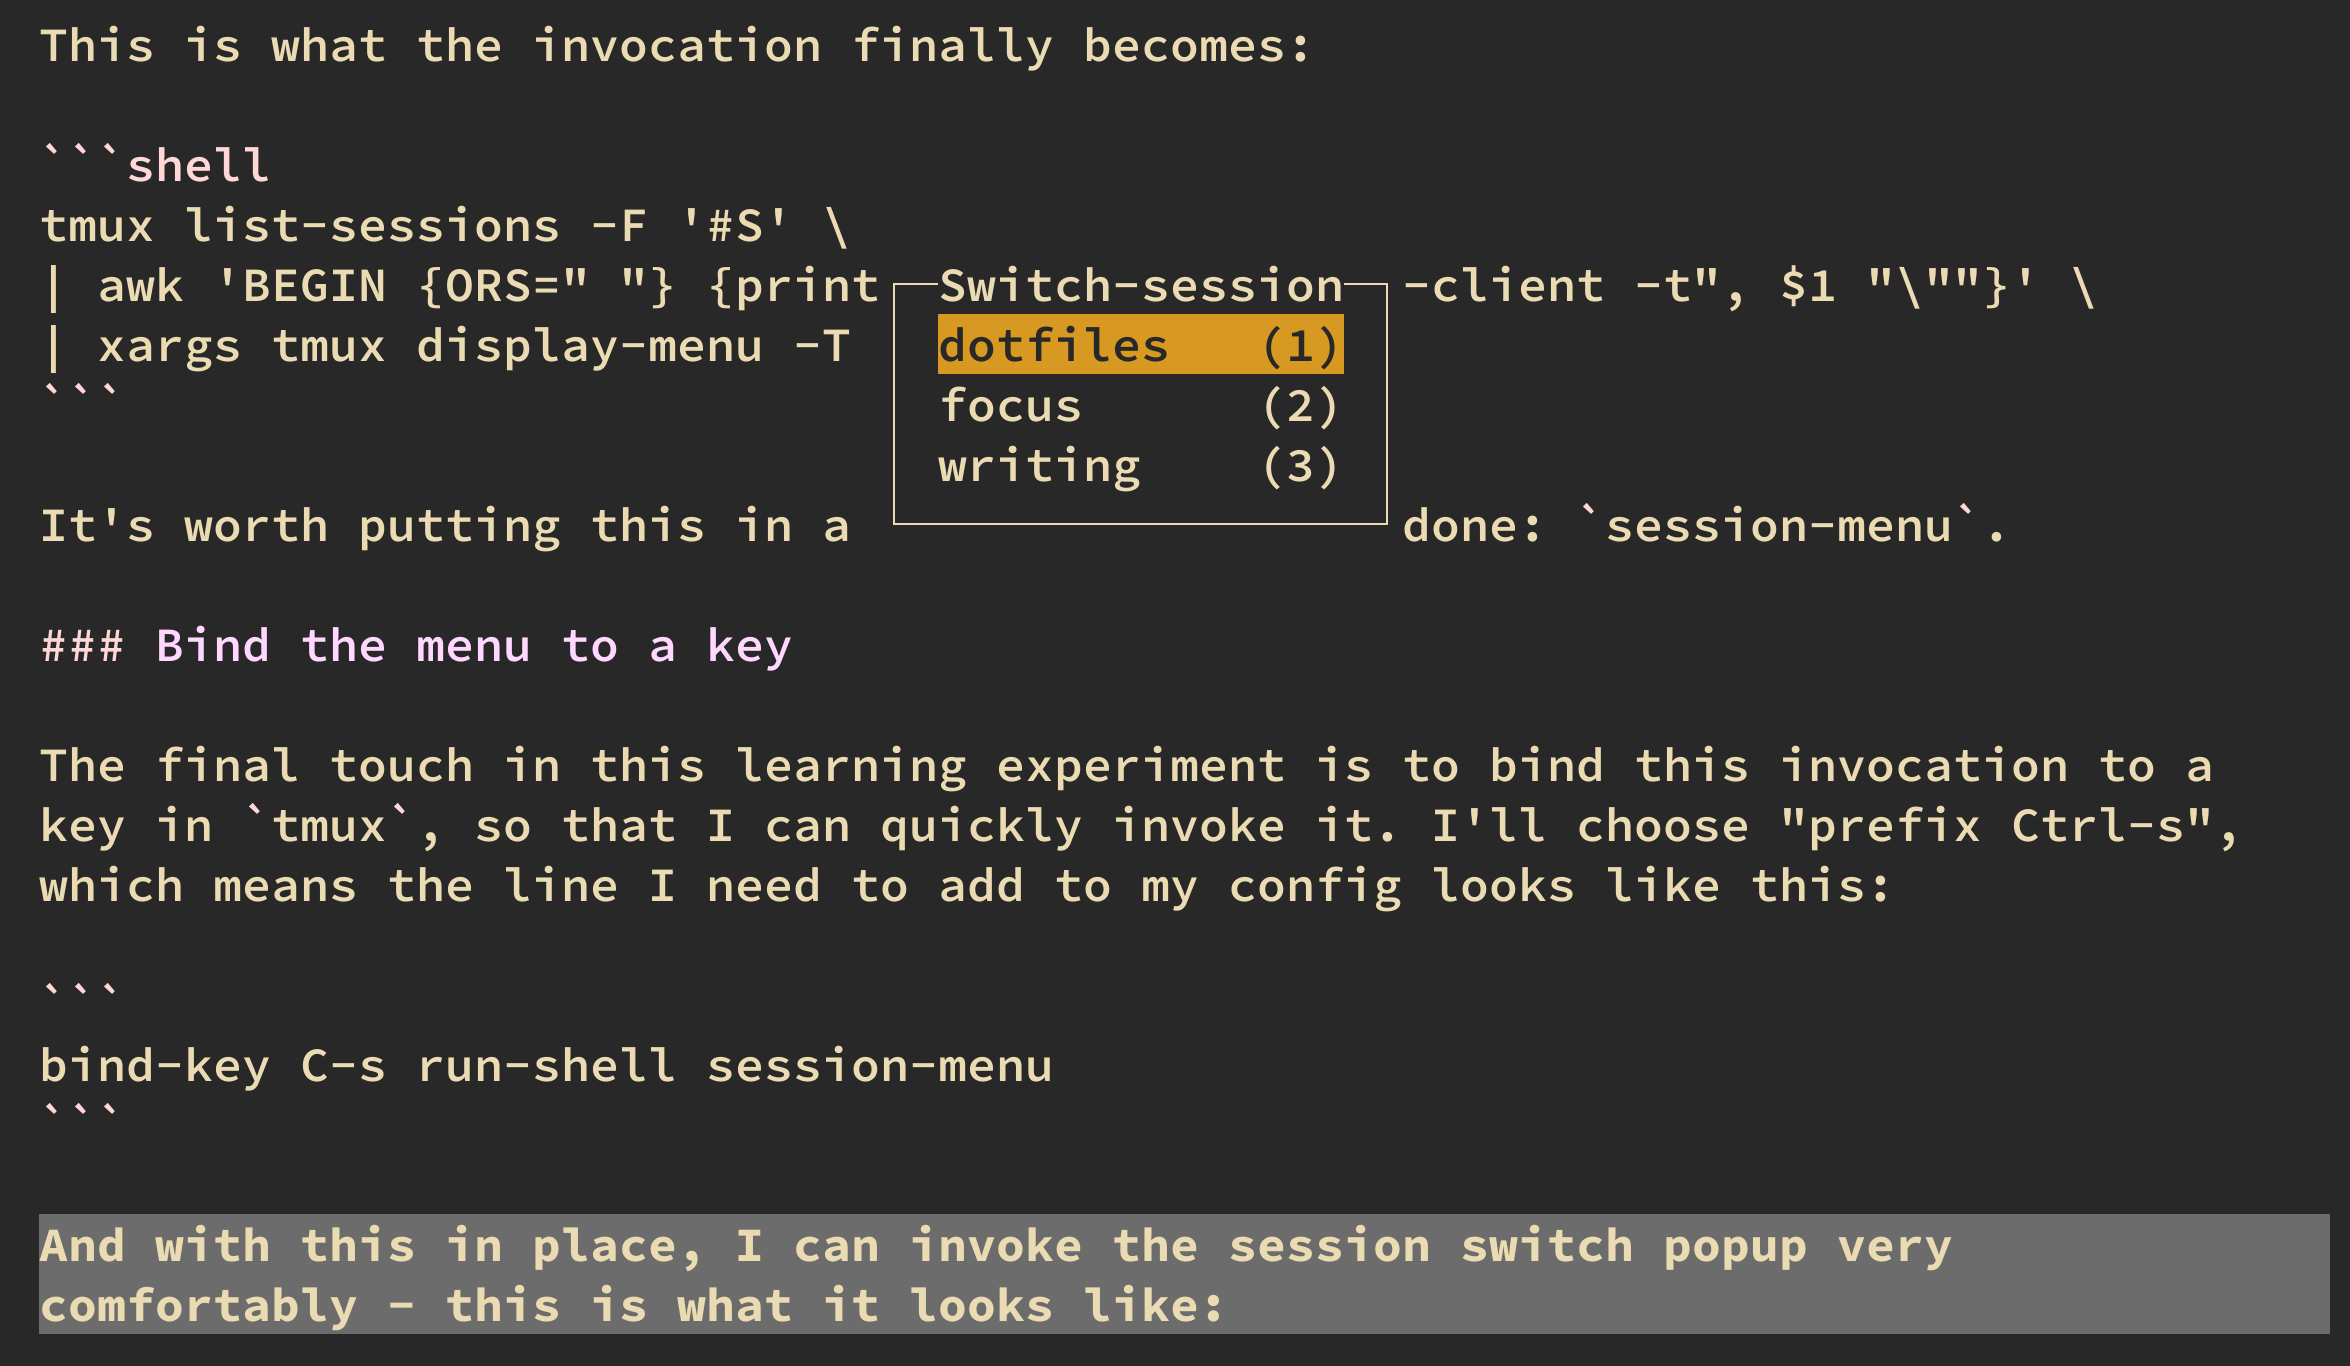 This is what the invocation finally becomes:
```shell
tmux list-sessions -F '#S' \
| awk 'BEGIN {ORS=" "} {print Switch-session -client -t", $1 "\""}' \
| xargs tmux display-menu -T dotfiles (1)
``` focus (2)
writing (3)
It's worth putting this in a done: `session-menu`.
### Bind the menu to a key
The final touch in this learning experiment is to bind this invocation to a
key in `tmux`, so that I can quickly invoke it. I'll choose "prefix Ctrl-s",
which means the line I need to add to my config looks like this:
```
bind-key C-s run-shell session-menu
```
And with this in place, I can invoke the session switch popup very
comfortably - this is what it looks like: